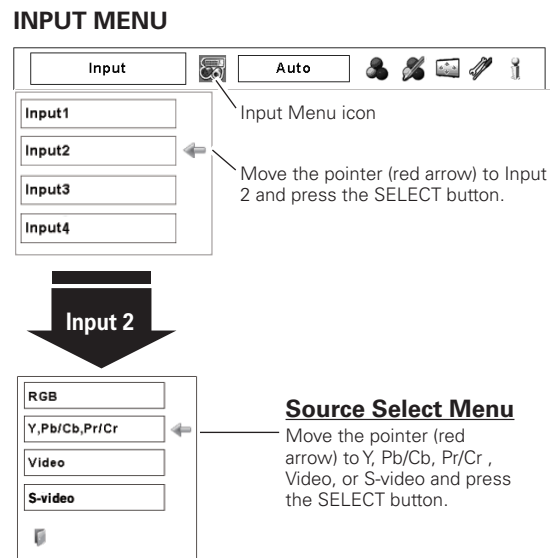 INPUT MENU
Input
Auto
Input1
Input2
Input3
Input4
Input Menu icon
Move the pointer (red arrow) to Input
2 and press the SELECT button.
Input 2
RGB
Y,Pb/Cb,Pr/Cr
Video
S-video
Source Select Menu
Move the pointer (red
arrow) to Y, Pb/Cb, Pr/Cr ,
Video, or S-video and press
the SELECT button.